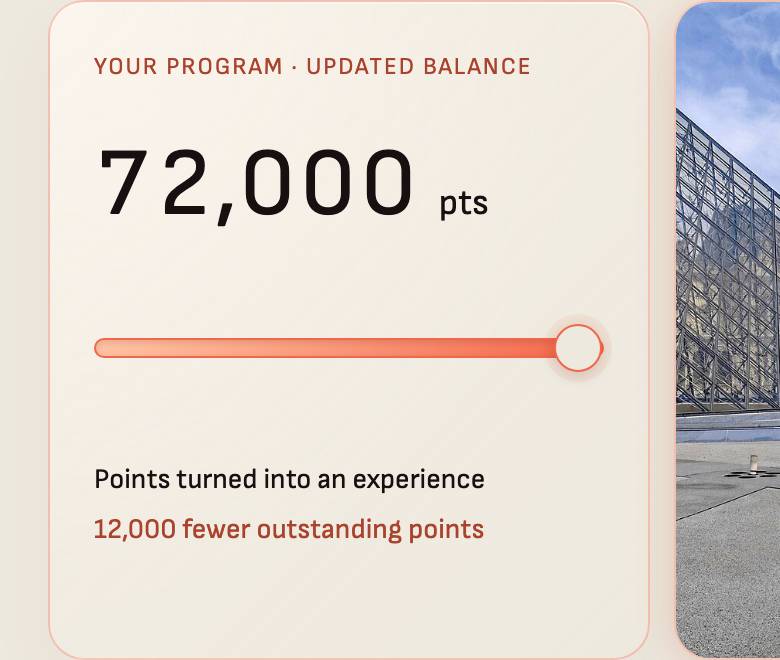 YOUR PROGRAM · UPDATED BALANCE
72,000 pts
Points turned into an experience
12,000 fewer outstanding points